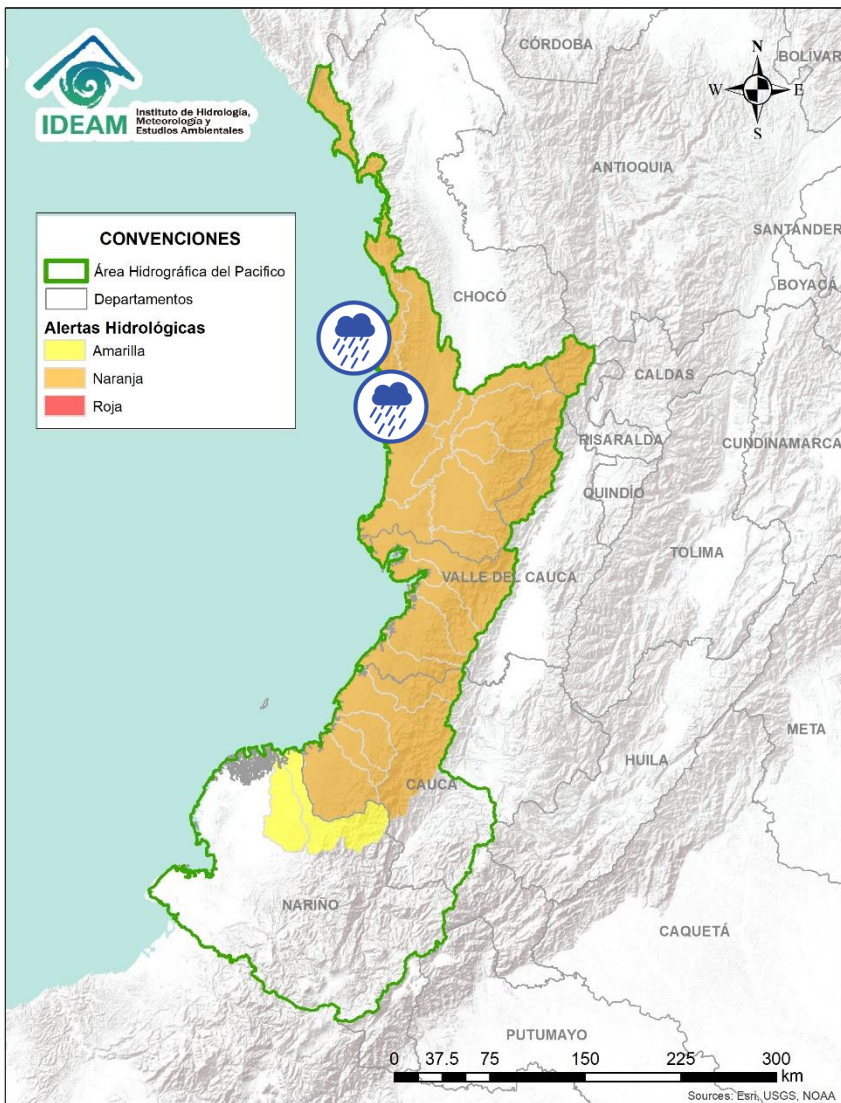 IDEAM
Instituto de Hidrología,
Meteorología y
Estudios Ambientales
CÓRDOBA
BOLÍVAR
N
W
E
S
ANTIOQUIA
SANTANDER
BOYACÁ
CONVENCIONES
Área Hidrográfica del Pacifico
Departamentos
Alertas Hidrológicas
Amarilla
Naranja
Roja
CHOCÓ
CALDAS
RISARALDA
CUNDINAMARCA
QUINDÍO
TOLIMA
VALLE DEL CAUCA
META
HUILA
CAUCA
NARIÑO
CAQUETÁ
PUTUMAYO
0 37.5 75 150 225 300
km
Sources: Esri, USGS, NOAA